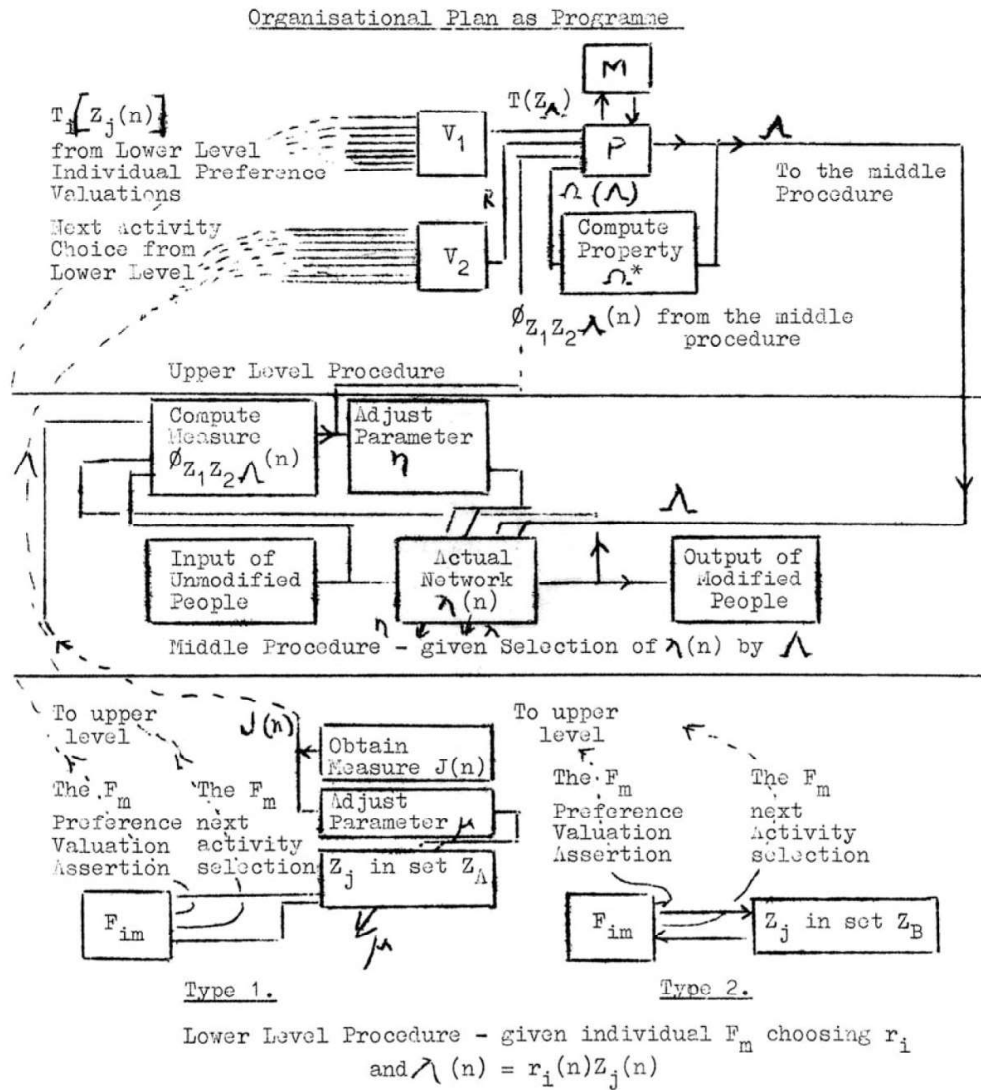 Organisational Plan as Programme
M
T_i[Z_j(n)]
from Lower Level
Individual Preference
Valuations
V_1
T(Z_Λ)
P
Λ
To the middle
Procedure
R
Ω(Λ)
Next activity
Choice from
Lower Level
V_2
Compute
Property
Ω*
Ø_{Z_1 Z_2 Λ}(n) from the middle
procedure
Upper Level Procedure
Compute
Measure
Ø_{Z_1 Z_2 Λ}(n)
Adjust
Parameter
η
Λ
Input of
Unmodified
People
Actual
Network
λ(n)
Output of
Modified
People
η λ
Middle Procedure - given Selection of λ(n) by Λ
To upper
level
J(n)
Obtain
Measure J(n)
Adjust
Parameter μ
The F_m
Preference
Valuation
Assertion
The F_m
next
activity
selection
Z_j in set Z_A
F_im
μ
Type 1.
To upper
level
The F_m
Preference
Valuation
Assertion
The F_m
next
Activity
selection
F_im
Z_j in set Z_B
Type 2.
Lower Level Procedure - given individual F_m choosing r_i
and λ(n) = r_i(n)Z_j(n)